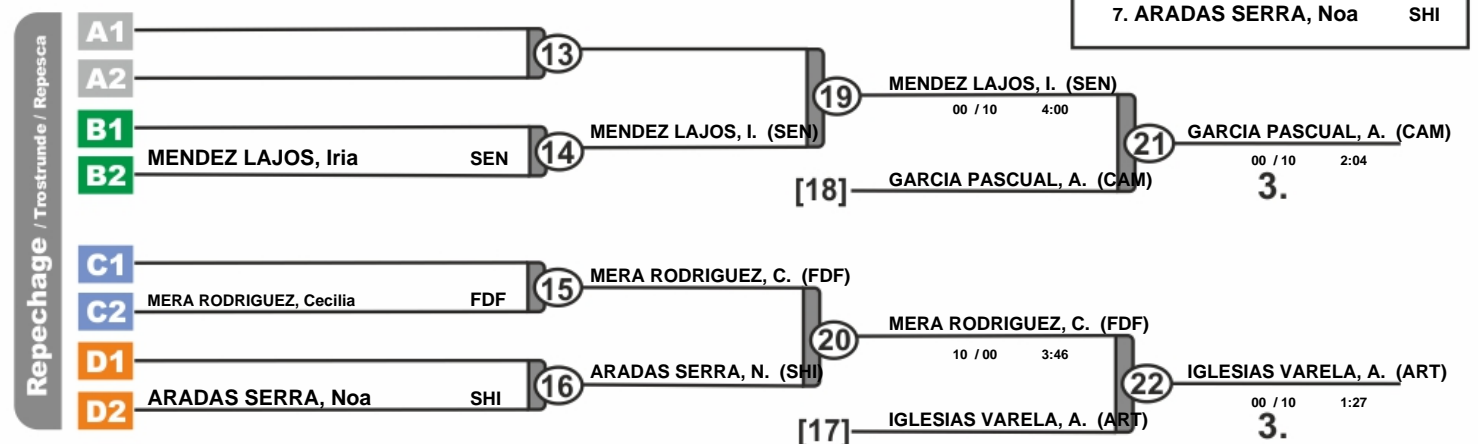 7. ARADAS SERRA, Noa SHI
Repechage / Trostrunde / Repesca
A1
13
A2
19
MENDEZ LAJOS, I. (SEN)
00 / 10 4:00
B1
MENDEZ LAJOS, Iria SEN
14
MENDEZ LAJOS, I. (SEN)
B2
21
GARCIA PASCUAL, A. (CAM)
00 / 10 2:04
3.
[18]
GARCIA PASCUAL, A. (CAM)
C1
MERA RODRIGUEZ, Cecilia FDF
15
MERA RODRIGUEZ, C. (FDF)
C2
20
MERA RODRIGUEZ, C. (FDF)
10 / 00 3:46
D1
ARADAS SERRA, Noa SHI
16
ARADAS SERRA, N. (SHI)
D2
22
IGLESIAS VARELA, A. (ART)
00 / 10 1:27
3.
[17]
IGLESIAS VARELA, A. (ART)